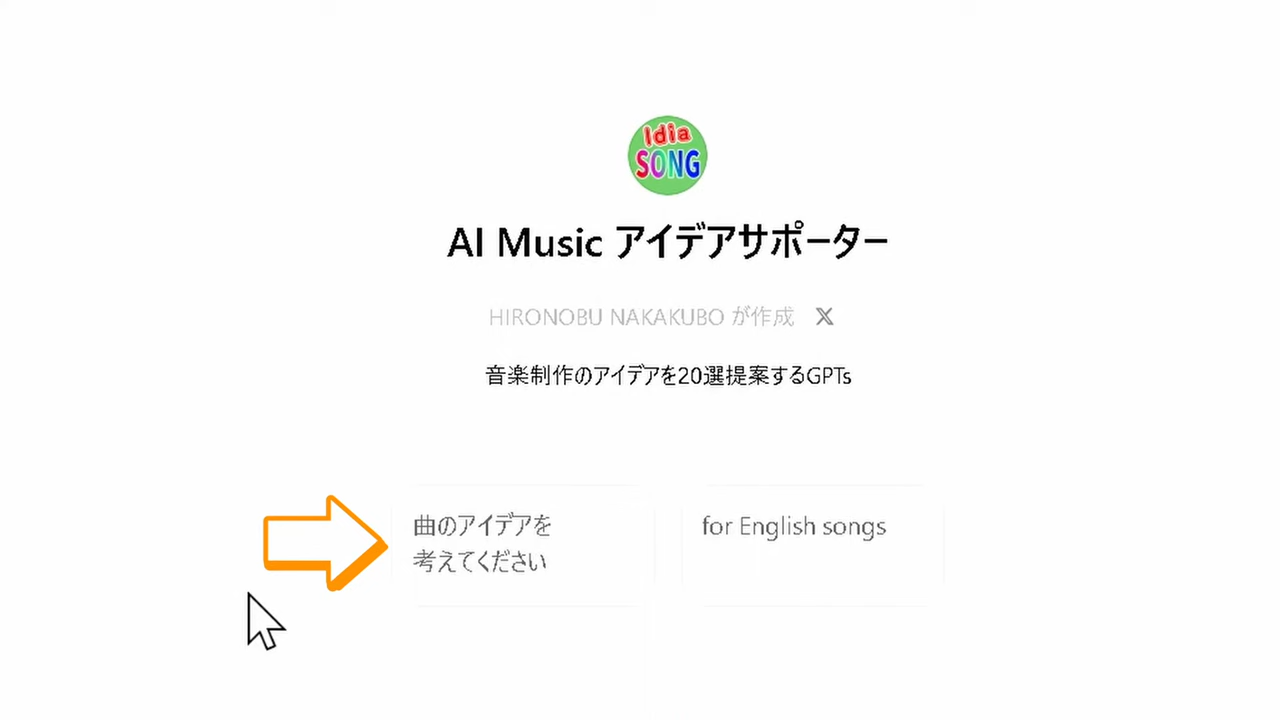 Idia
SONG
AI Music アイデアサポーター
HIRONOBU NAKAKUBO が作成 X
音楽制作のアイデアを20選提案するGPTs
曲のアイデアを
考えてください
for English songs